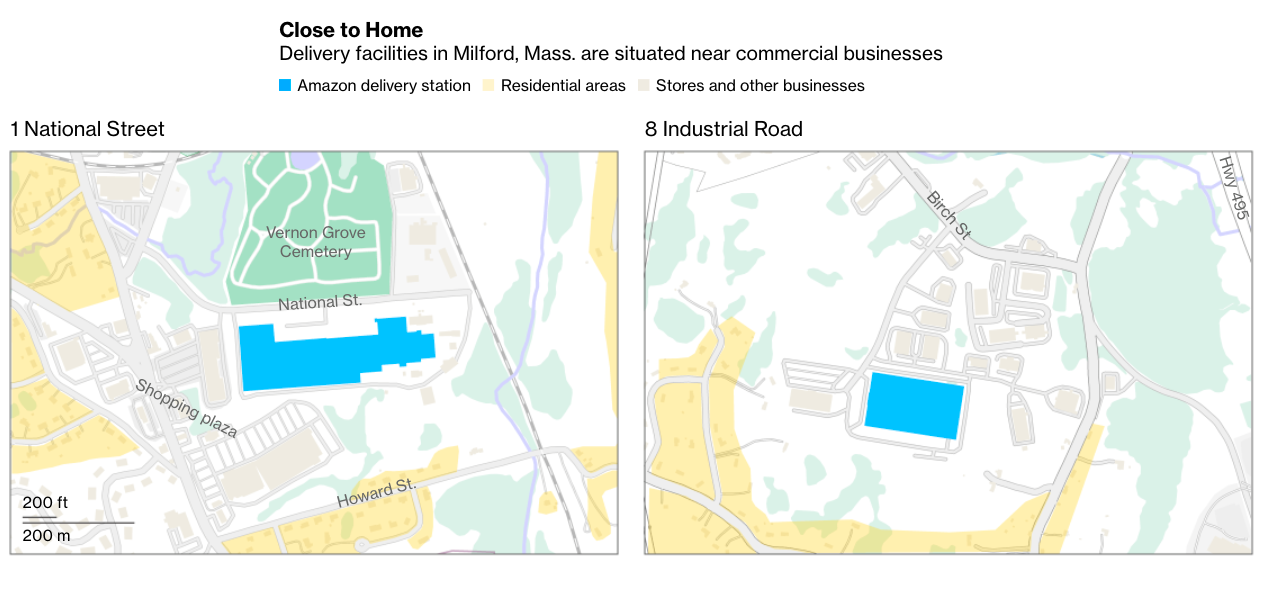 Close to Home
Delivery facilities in Milford, Mass. are situated near commercial businesses
Amazon delivery station
Residential areas
Stores and other businesses
1 National Street
8 Industrial Road
Vernon Grove
Cemetery
National St.
Shopping plaza
Howard St.
200 ft
200 m
Birch St
Hwy 495